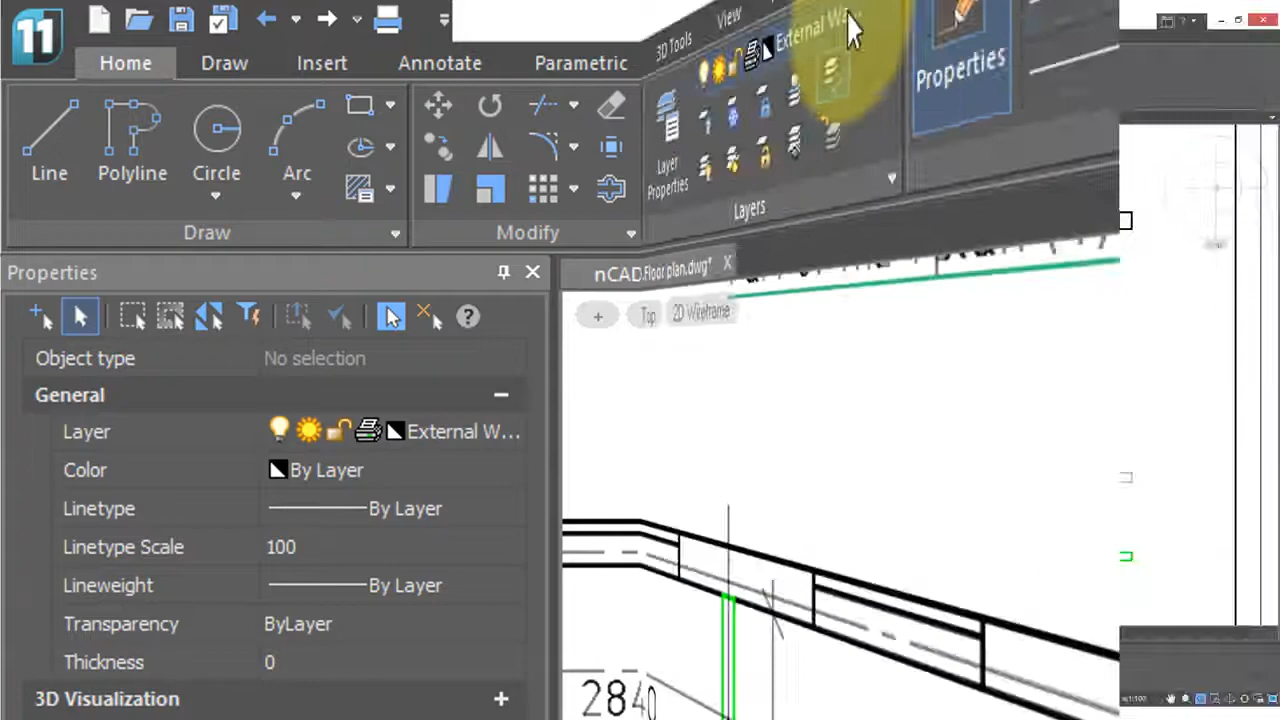 11
Home Draw Insert Annotate Parametric 3D Tools View
External Wa...
Line Polyline Circle Arc
Layer Properties
Properties
Draw Modify Layers
Properties
nCAD Floor plan.dwg* X
+ Top 2D Wireframe
Object type No selection
General
Layer External W...
Color By Layer
Linetype By Layer
Linetype Scale 100
Lineweight By Layer
Transparency ByLayer
Thickness 0
3D Visualization +
2840